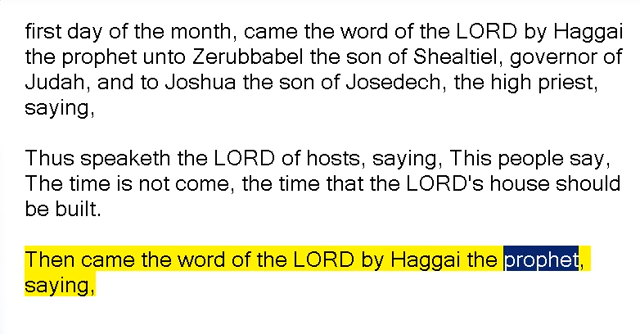 first day of the month, came the word of the LORD by Haggai
the prophet unto Zerubbabel the son of Shealtiel, governor of
Judah, and to Joshua the son of Josedech, the high priest,
saying,
Thus speaketh the LORD of hosts, saying, This people say,
The time is not come, the time that the LORD's house should
be built.
Then came the word of the LORD by Haggai the prophet,
saying,